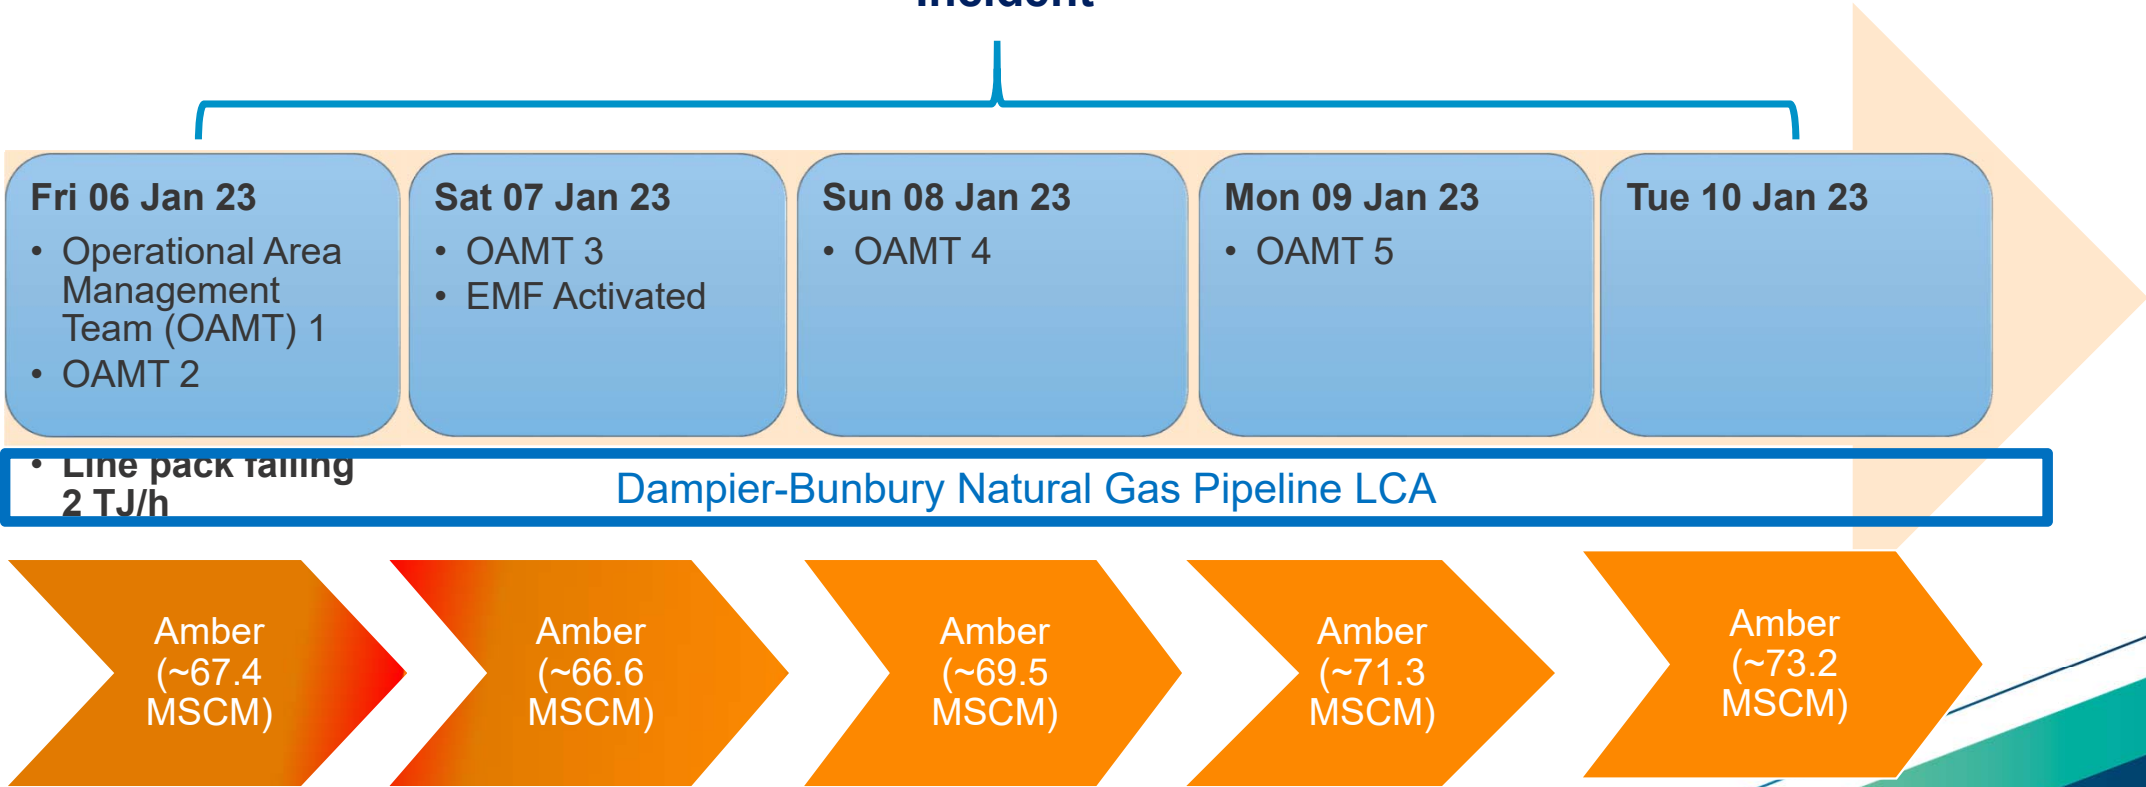 Incident
Fri 06 Jan 23
• Operational Area
Management
Team (OAMT) 1
• OAMT 2
• Line pack falling
2 TJ/h
Sat 07 Jan 23
• OAMT 3
• EMF Activated
Sun 08 Jan 23
• OAMT 4
Mon 09 Jan 23
• OAMT 5
Tue 10 Jan 23
Dampier-Bunbury Natural Gas Pipeline LCA
Amber
(~67.4
MSCM)
Amber
(~66.6
MSCM)
Amber
(~69.5
MSCM)
Amber
(~71.3
MSCM)
Amber
(~73.2
MSCM)